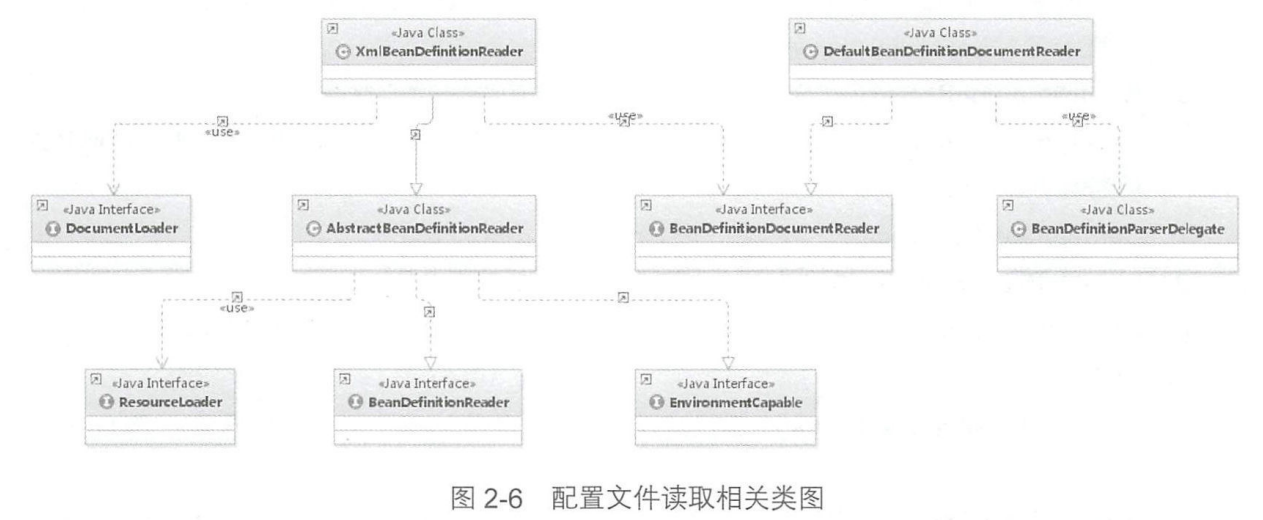 «Java Class»
XmlBeanDefinitionReader
«Java Class»
DefaultBeanDefinitionDocumentReader
«use»
«use»
«use»
«Java Interface»
DocumentLoader
«Java Class»
AbstractBeanDefinitionReader
«Java Interface»
BeanDefinitionDocumentReader
«Java Class»
BeanDefinitionParserDelegate
«use»
«Java Interface»
ResourceLoader
«Java Interface»
BeanDefinitionReader
«Java Interface»
EnvironmentCapable
图 2-6 配置文件读取相关类图